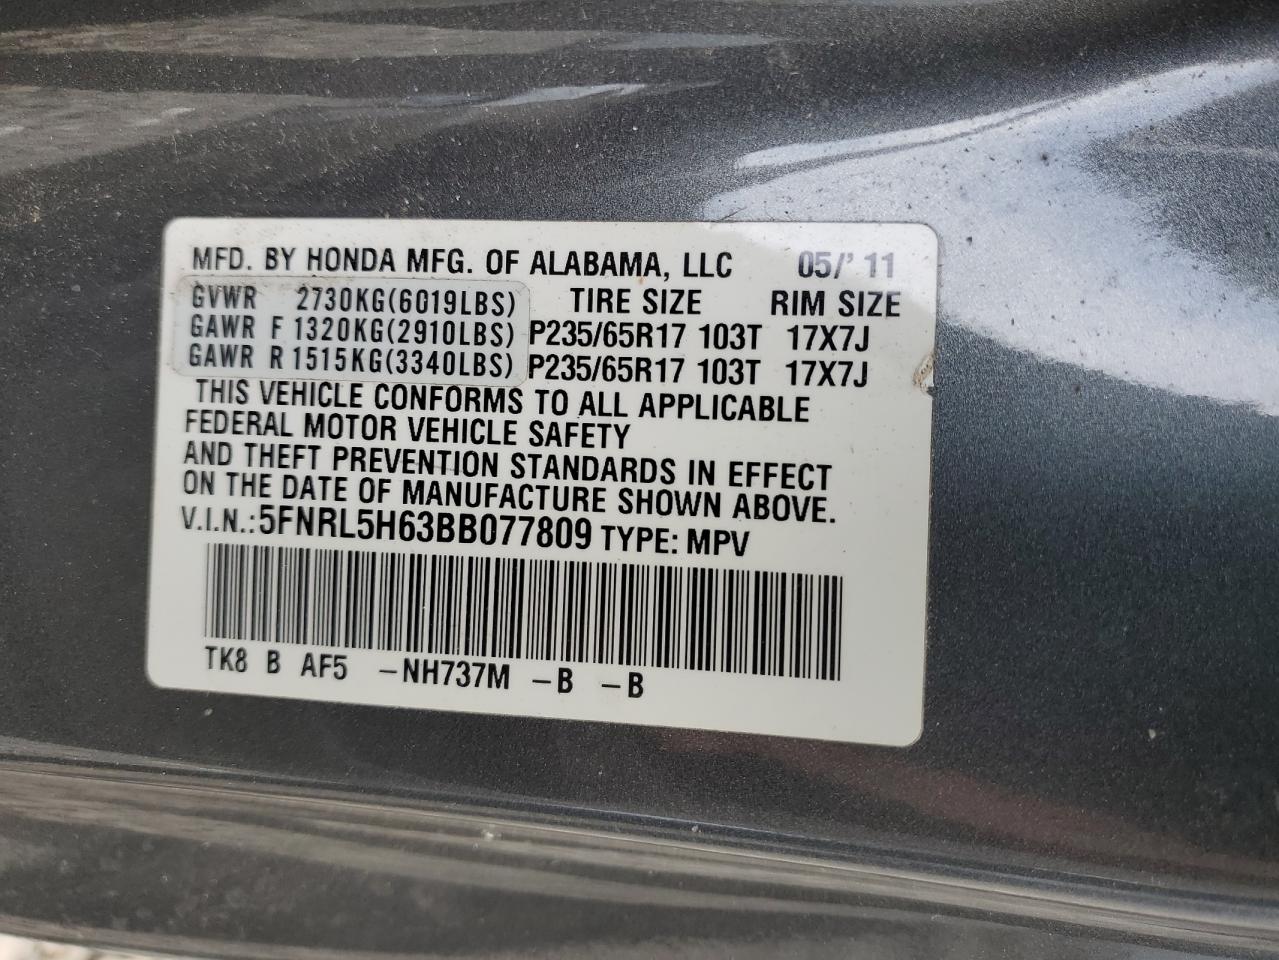 MFD. BY HONDA MFG. OF ALABAMA, LLC 05/'11
GVWR 2730KG(6019LBS) TIRE SIZE RIM SIZE
GAWR F 1320KG(2910LBS) P235/65R17 103T 17X7J
GAWR R 1515KG(3340LBS) P235/65R17 103T 17X7J
THIS VEHICLE CONFORMS TO ALL APPLICABLE
FEDERAL MOTOR VEHICLE SAFETY
AND THEFT PREVENTION STANDARDS IN EFFECT
ON THE DATE OF MANUFACTURE SHOWN ABOVE.
V.I.N.:5FNRL5H63BB077809 TYPE: MPV
TK8 B AF5 -NH737M -B -B